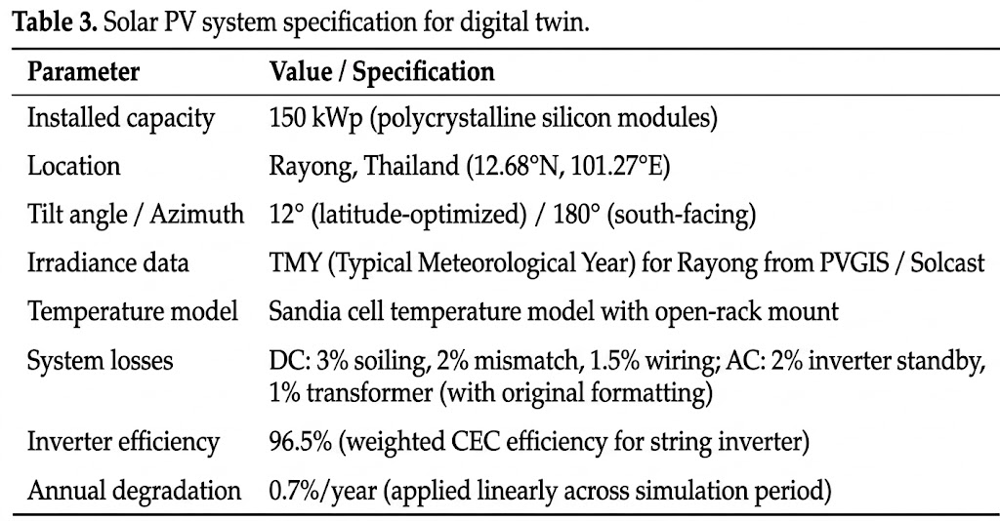 Table 3. Solar PV system specification for digital twin.
Parameter Value / Specification
Installed capacity 150 kWp (polycrystalline silicon modules)
Location Rayong, Thailand (12.68°N, 101.27°E)
Tilt angle / Azimuth 12° (latitude-optimized) / 180° (south-facing)
Irradiance data TMY (Typical Meteorological Year) for Rayong from PVGIS / Solcast
Temperature model Sandia cell temperature model with open-rack mount
System losses DC: 3% soiling, 2% mismatch, 1.5% wiring; AC: 2% inverter standby,
1% transformer (with original formatting)
Inverter efficiency 96.5% (weighted CEC efficiency for string inverter)
Annual degradation 0.7%/year (applied linearly across simulation period)